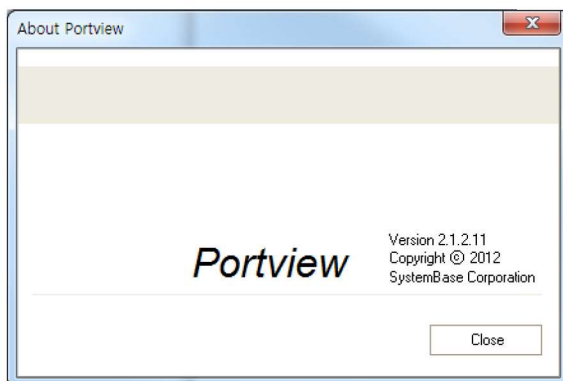 About Portview
Portview
Version 2.1.2.11
Copyright ⓒ 2012
SystemBase Corporation
Close